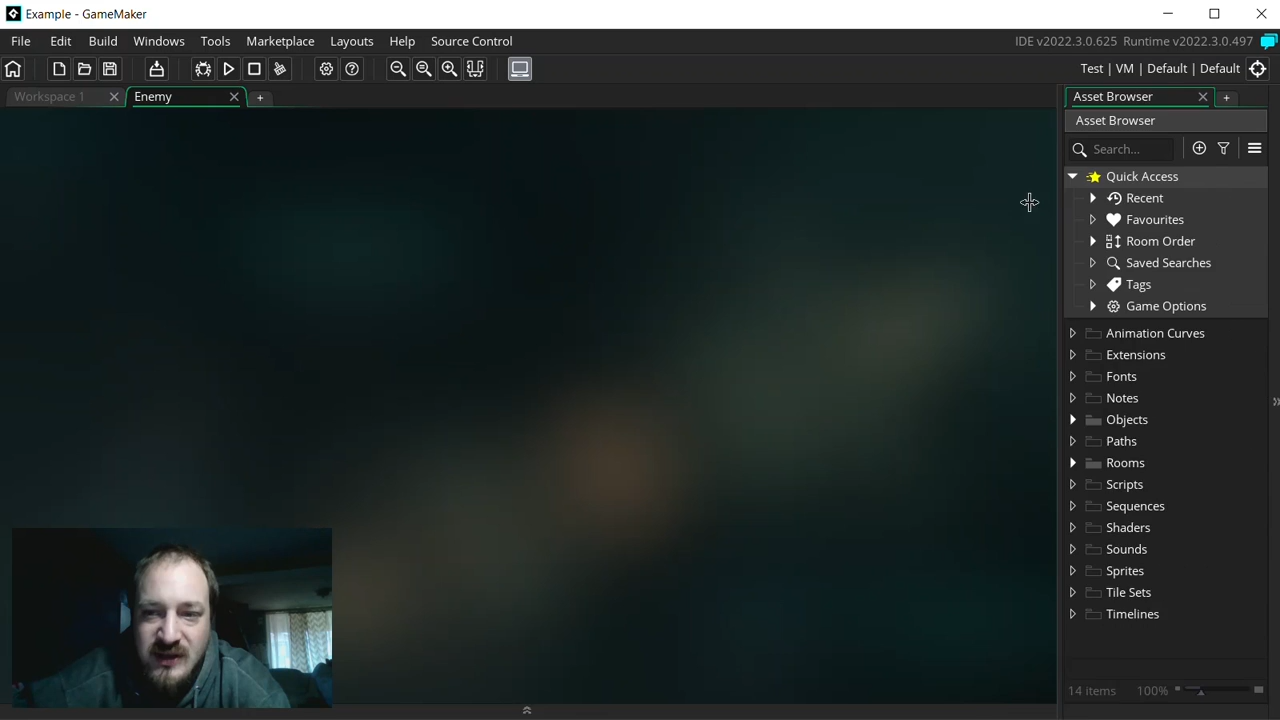 Example - GameMaker
File Edit Build Windows Tools Marketplace Layouts Help Source Control
IDE v2022.3.0.625 Runtime v2022.3.0.497
Test | VM | Default | Default
Workspace 1
Enemy
Asset Browser
Asset Browser
Search...
Quick Access
Recent
Favourites
Room Order
Saved Searches
Tags
Game Options
Animation Curves
Extensions
Fonts
Notes
Objects
Paths
Rooms
Scripts
Sequences
Shaders
Sounds
Sprites
Tile Sets
Timelines
14 items 100%